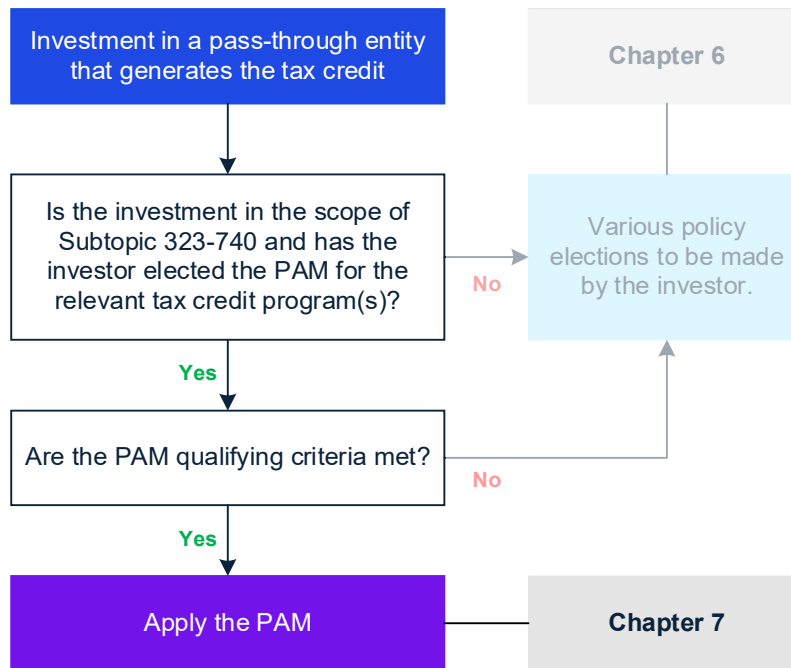 Investment in a pass-through entity
that generates the tax credit
Chapter 6
Is the investment in the scope of
Subtopic 323-740 and has the
investor elected the PAM for the
relevant tax credit program(s)?
No
Various policy
elections to be made
by the investor.
Yes
Are the PAM qualifying criteria met?
No
Yes
Apply the PAM
Chapter 7